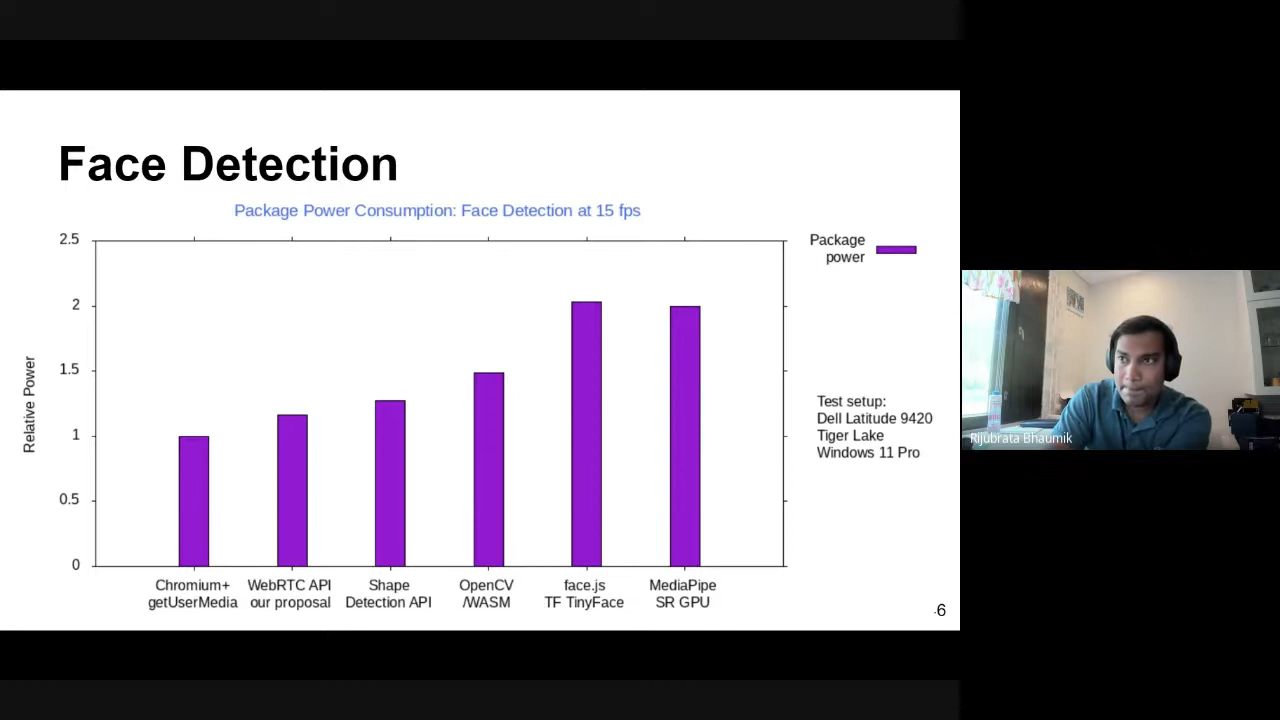 Face Detection
Package Power Consumption: Face Detection at 15 fps
Package
power
2.5
2
1.5
1
0.5
0
Relative Power
Chromium+
getUserMedia
WebRTC API
our proposal
Shape
Detection API
OpenCV
/WASM
face.js
TF TinyFace
MediaPipe
SR GPU
Test setup:
Dell Latitude 9420
Tiger Lake
Windows 11 Pro
6
Rijubrata Bhaumik